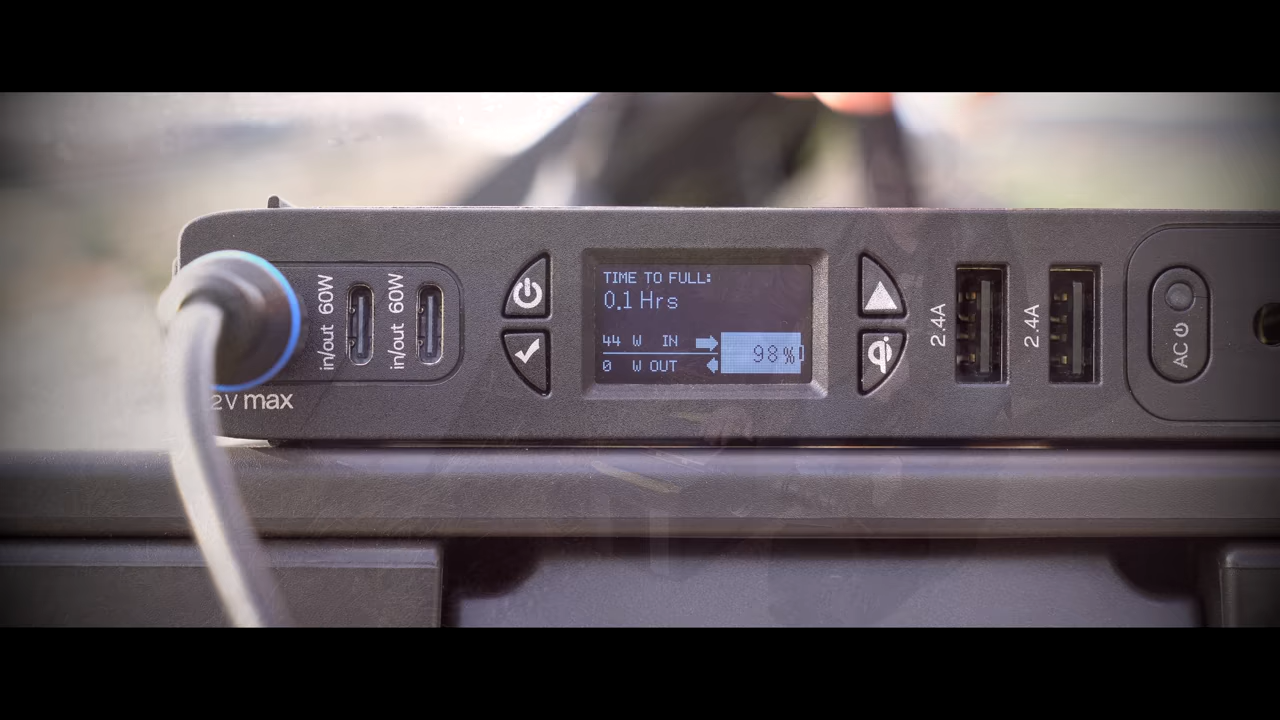 in/out 60W
in/out 60W
2V max
TIME TO FULL:
0.1 Hrs
44 W IN
0 W OUT
98%
2.4A
2.4A
AC